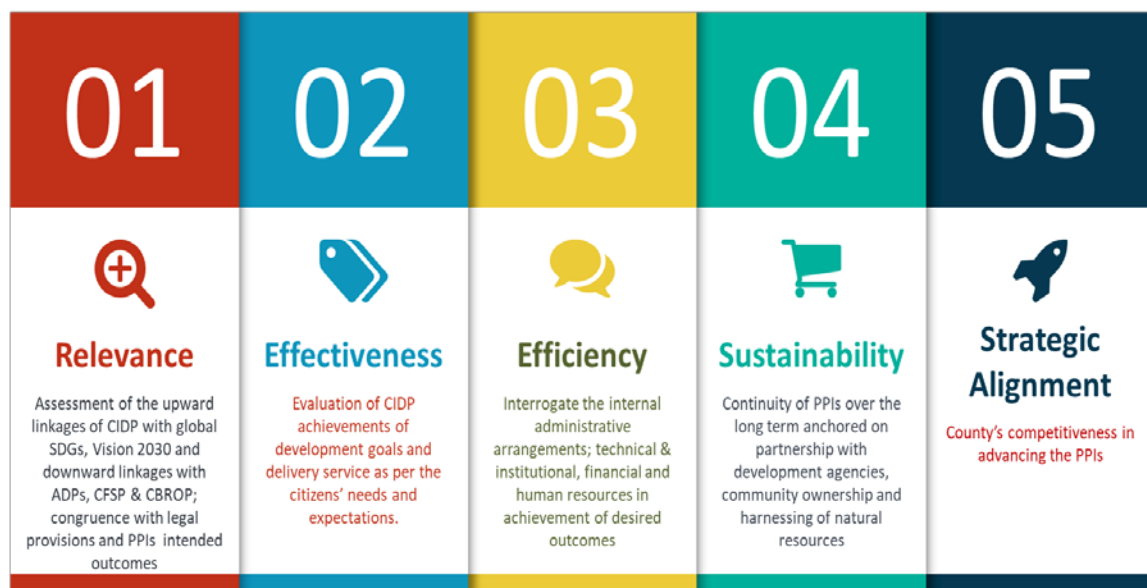 01
Relevance
Assessment of the upward
linkages of CIDP with global
SDGs, Vision 2030 and
downward linkages with
ADPs, CFSP & CBROP;
congruence with legal
provisions and PPIs intended
outcomes
02
Effectiveness
Evaluation of CIDP
achievements of
development goals and
delivery service as per the
citizens’ needs and
expectations.
03
Efficiency
Interrogate the internal
administrative
arrangements; technical &
institutional, financial and
human resources in
achievement of desired
outcomes
04
Sustainability
Continuity of PPIs over the
long term anchored on
partnership with
development agencies,
community ownership and
harnessing of natural
resources
05
Strategic
Alignment
County’s competitiveness in
advancing the PPIs